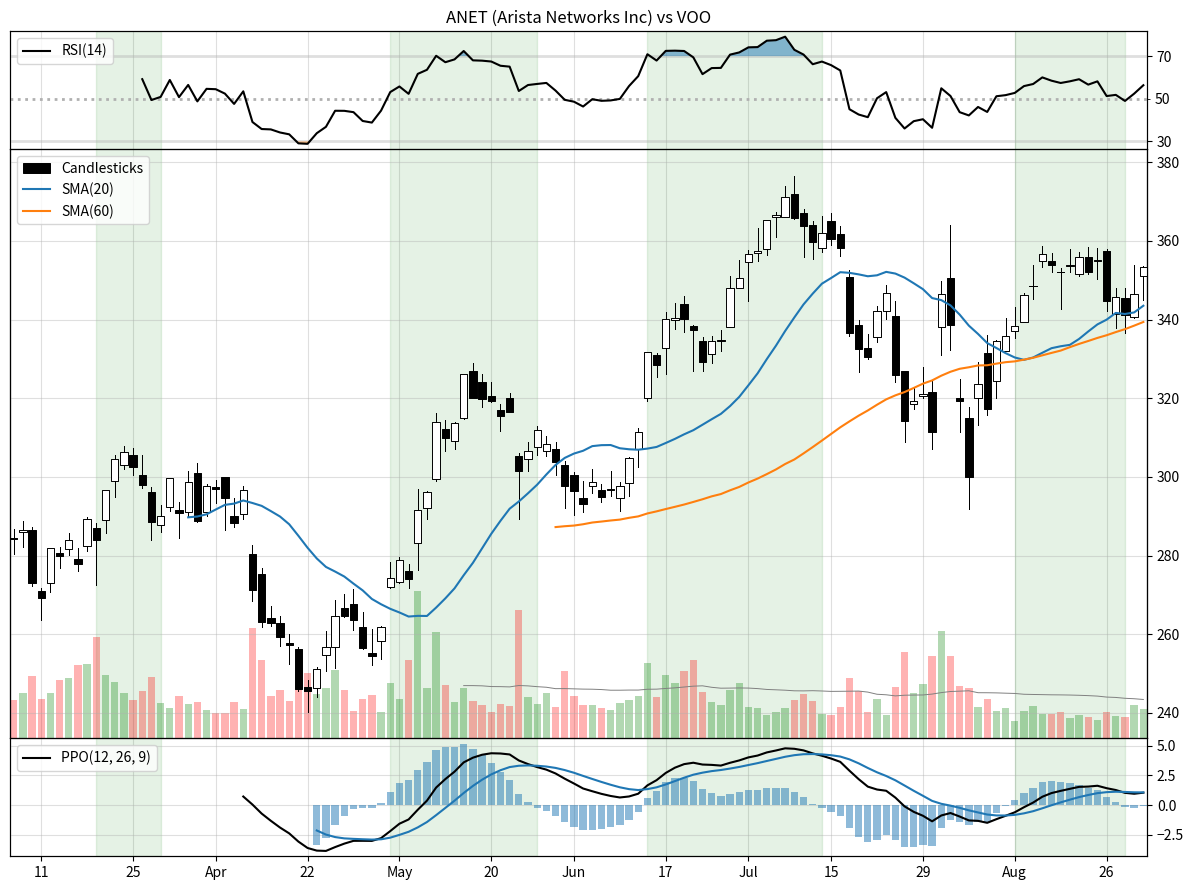 ANET (Arista Networks Inc) vs VOO
RSI(14)
70
50
30
Candlesticks
SMA(20)
SMA(60)
380
360
340
320
300
280
260
240
PPO(12, 26, 9)
5.0
2.5
0.0
−2.5
11 25 Apr 22 May 20 Jun 17 Jul 15 29 Aug 26